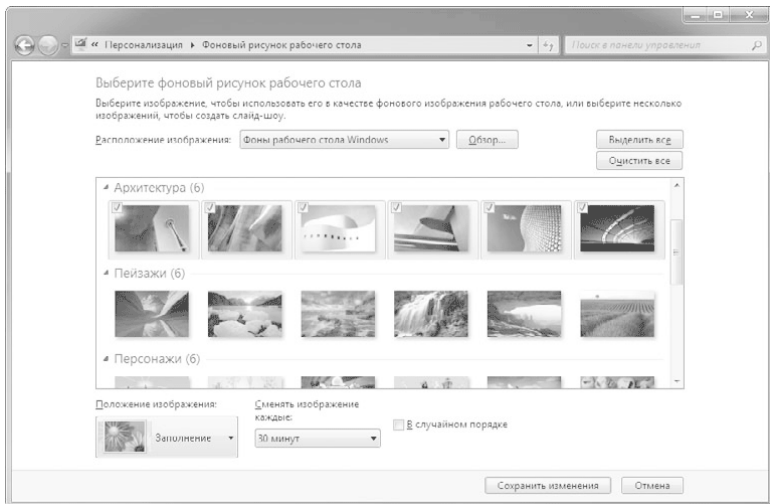 « Персонализация ▸ Фоновый рисунок рабочего стола
Поиск в панели управления
Выберите фоновый рисунок рабочего стола
Выберите изображение, чтобы использовать его в качестве фонового изображения рабочего стола, или выберите несколько
изображений, чтобы создать слайд-шоу.
Расположение изображения: Фоны рабочего стола Windows Обзор... Выделить все
Очистить все
Архитектура (6)
Пейзажи (6)
Персонажи (6)
Положение изображения: Сменять изображение
каждые:
Заполнение 30 минут В случайном порядке
Сохранить изменения Отмена